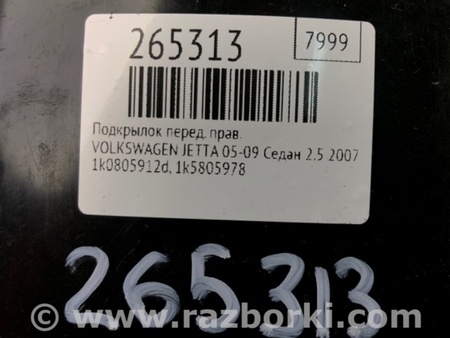 265313
7999
Подкрылок перед. прав.
VOLKSWAGEN JETTA 05-09 Седан 2.5 2007
1k0805912d, 1k5805978
265313
© www.razborki.com